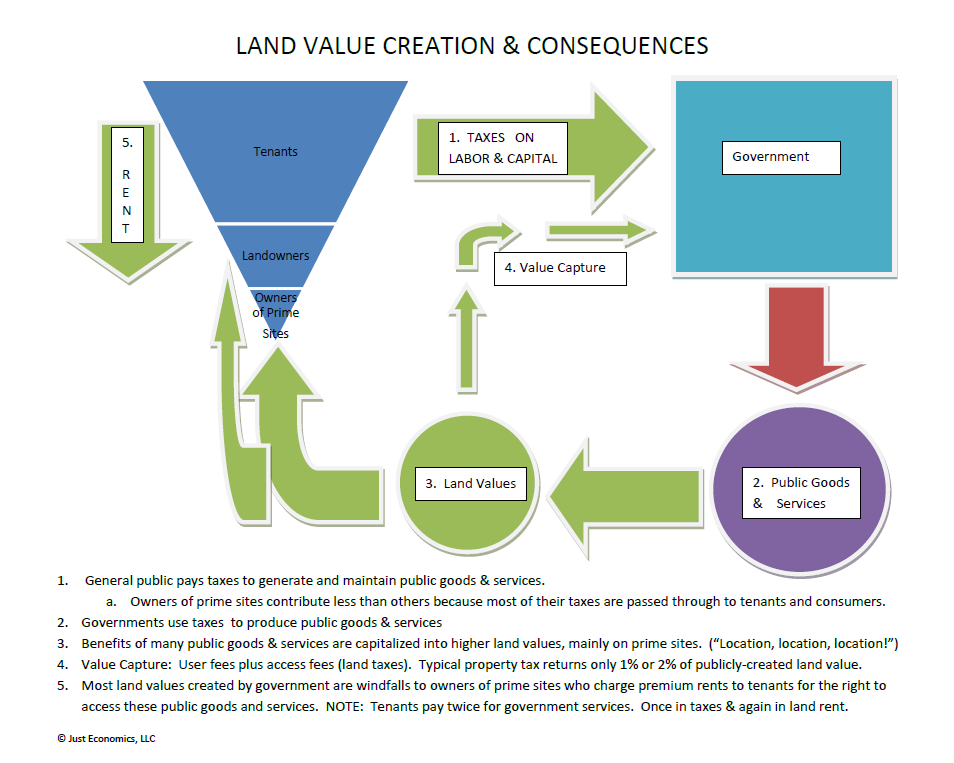 LAND VALUE CREATION & CONSEQUENCES
5.
R
E
N
T
Tenants
Landowners
Owners
of Prime
Sites
1. TAXES ON
LABOR & CAPITAL
Government
4. Value Capture
3. Land Values
2. Public Goods
& Services
1. General public pays taxes to generate and maintain public goods & services.
a. Owners of prime sites contribute less than others because most of their taxes are passed through to tenants and consumers.
2. Governments use taxes to produce public goods & services
3. Benefits of many public goods & services are capitalized into higher land values, mainly on prime sites. (“Location, location, location!”)
4. Value Capture: User fees plus access fees (land taxes). Typical property tax returns only 1% or 2% of publicly-created land value.
5. Most land values created by government are windfalls to owners of prime sites who charge premium rents to tenants for the right to
access these public goods and services. NOTE: Tenants pay twice for government services. Once in taxes & again in land rent.
© Just Economics, LLC